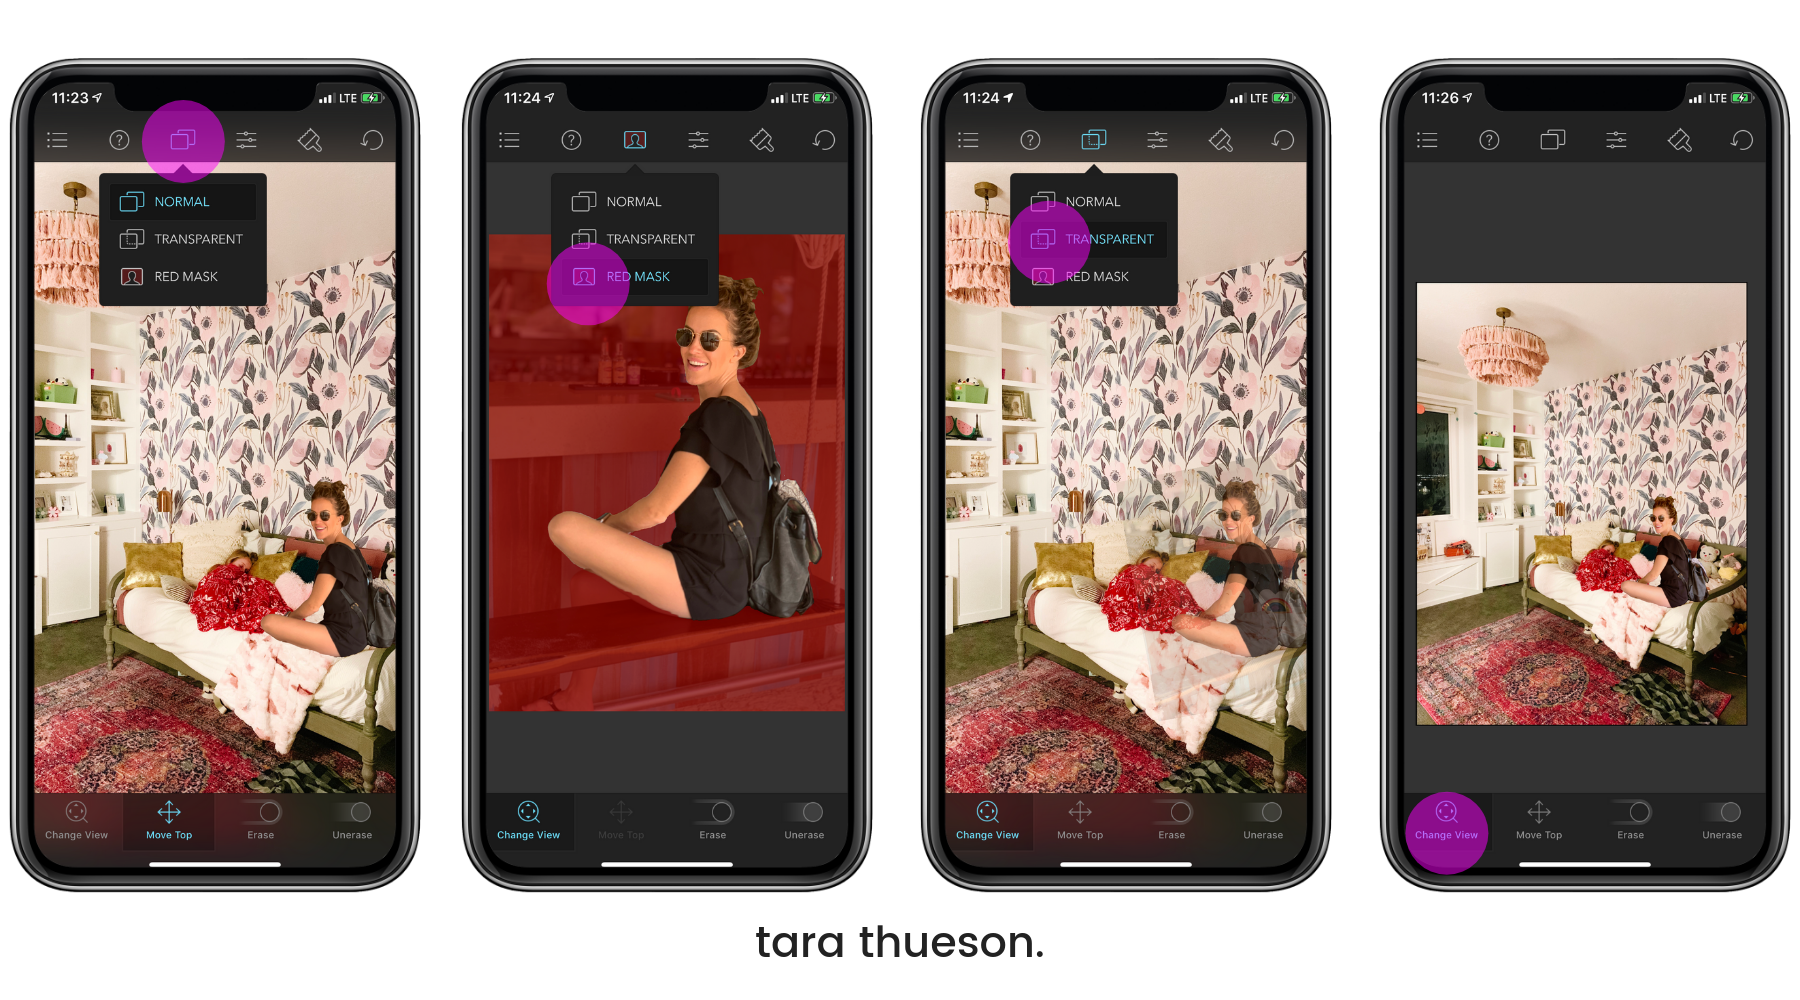 11:23
LTE
NORMAL
TRANSPARENT
RED MASK
Change View
Move Top
Erase
Unerase
11:24
LTE
NORMAL
TRANSPARENT
RED MASK
Change View
Move Top
Erase
Unerase
11:24
LTE
NORMAL
TRANSPARENT
RED MASK
Change View
Move Top
Erase
Unerase
11:26
LTE
Change View
Move Top
Erase
Unerase
tara thueson.